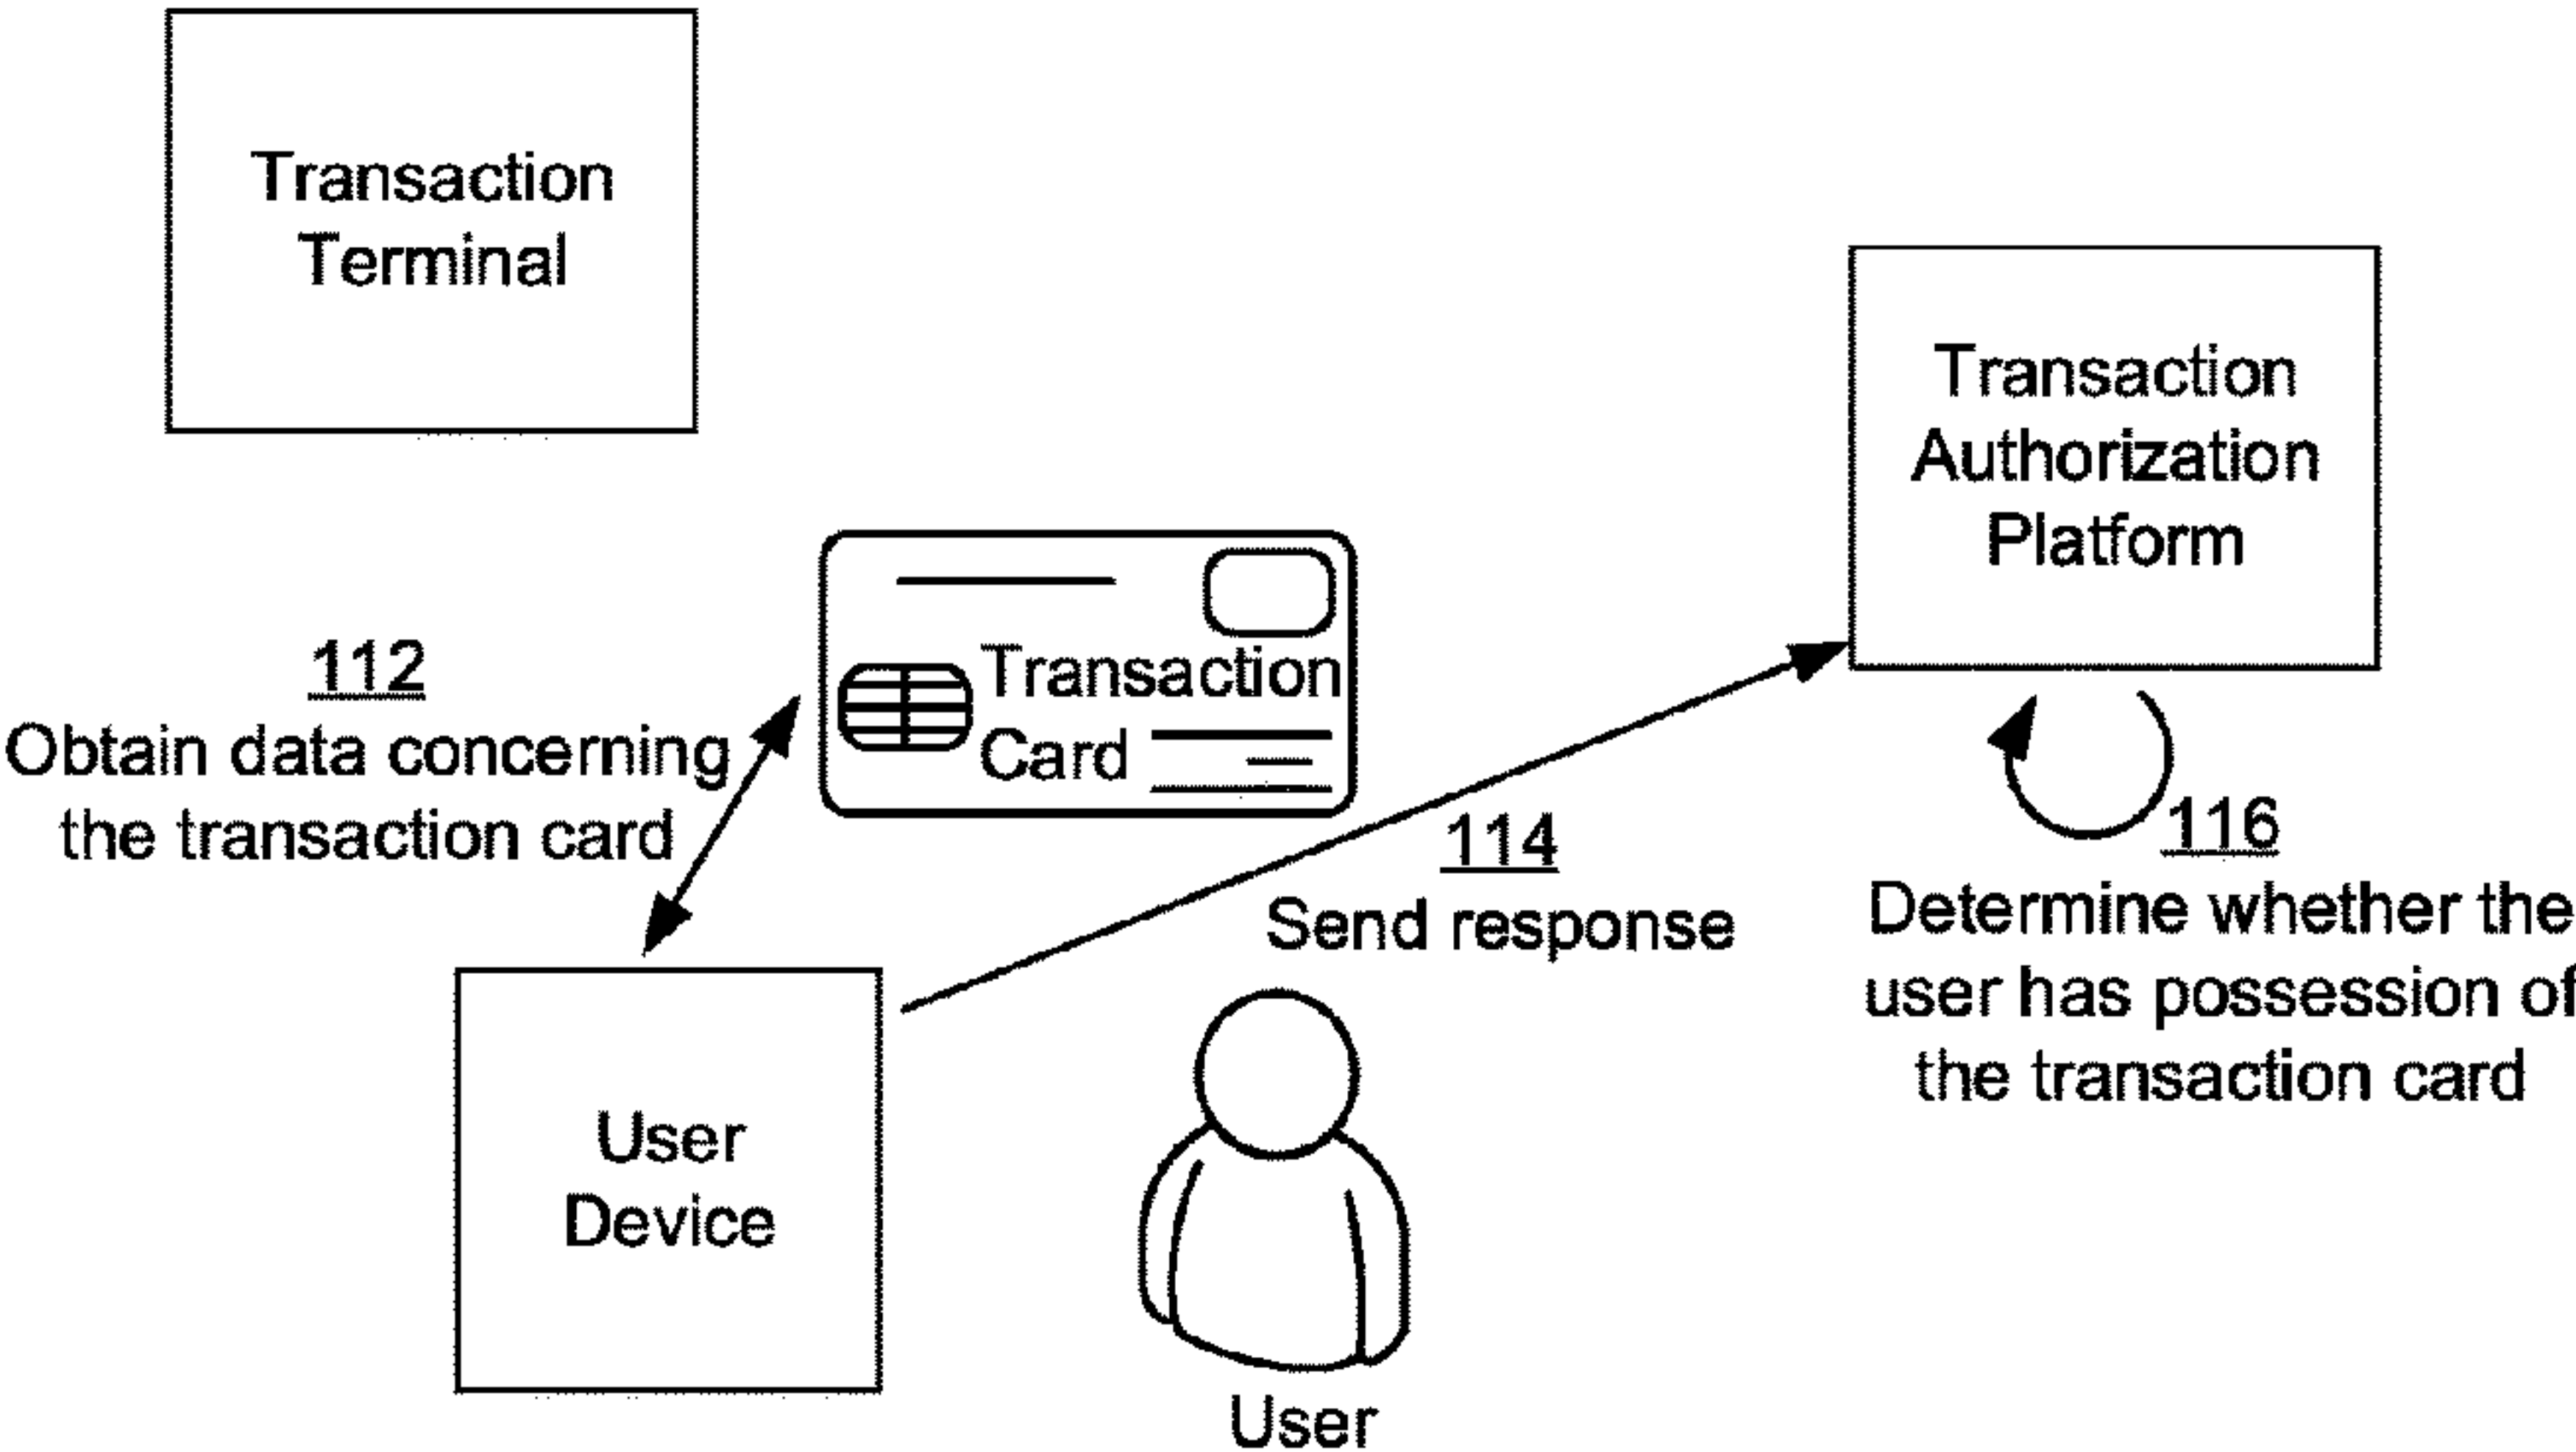 Transaction
Terminal
Transaction
Authorization
Platform
112
Obtain data concerning
the transaction card
Transaction
Card
114
Send response
116
Determine whether the
user has possession of
the transaction card
User
Device
User